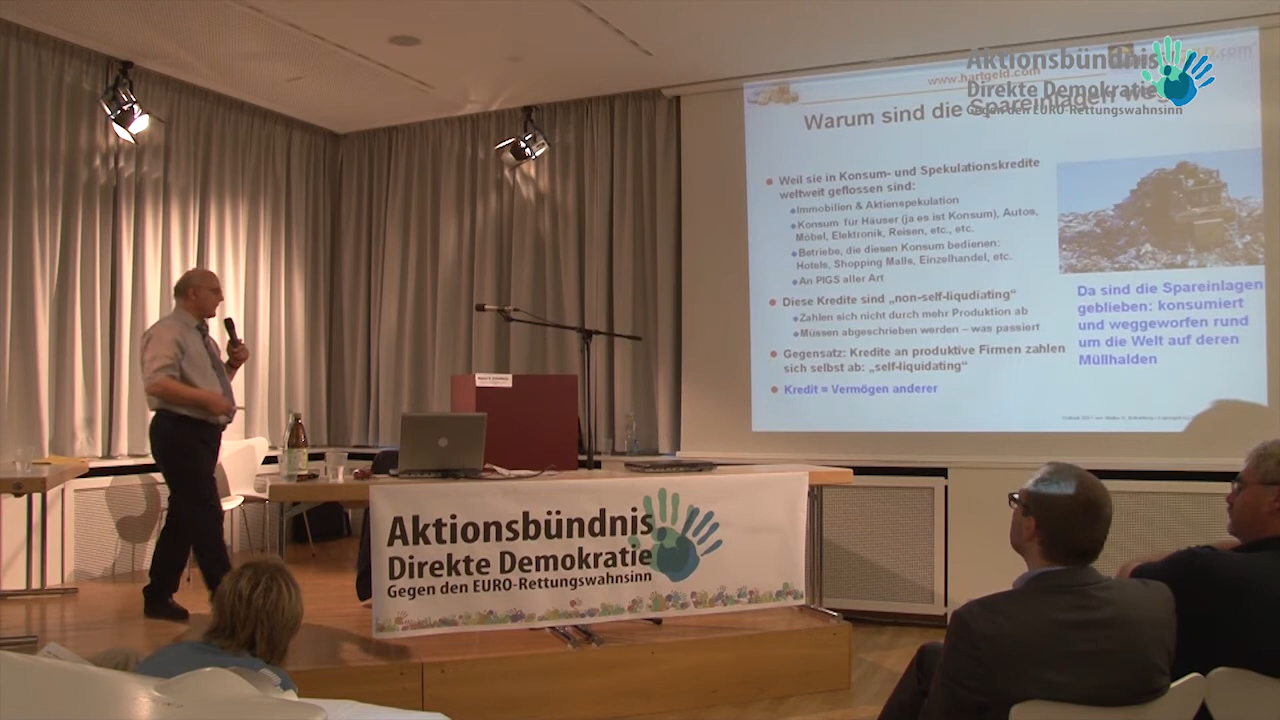 Aktionsbündnis
Direkte Demokratie
Gegen den EURO-Rettungswahnsinn
www.hartgeld.com
Warum sind die Spareinlagen
Weil sie in Konsum- und Spekulationskredite
weltweit geflossen sind:
Immobilien & Aktienspekulation
Konsum für Häuser (ja es ist Konsum), Autos,
Möbel, Elektronik, Reisen, etc., etc.
Betriebe, die diesen Konsum bedienen:
Hotels, Shopping Malls, Einzelhandel, etc.
An PIGS aller Art
Diese Kredite sind „non-self-liqudiating“
Zahlen sich nicht durch mehr Produktion ab
Müssen abgeschrieben werden – was passiert
Gegensatz: Kredite an produktive Firmen zahlen
sich selbst ab: „self-liquidating“
Kredit = Vermögen anderer
Da sind die Spareinlagen
geblieben: konsumiert
und weggeworfen rund
um die Welt auf deren
Müllhalden
Aktionsbündnis
Direkte Demokratie
Gegen den EURO-Rettungswahnsinn